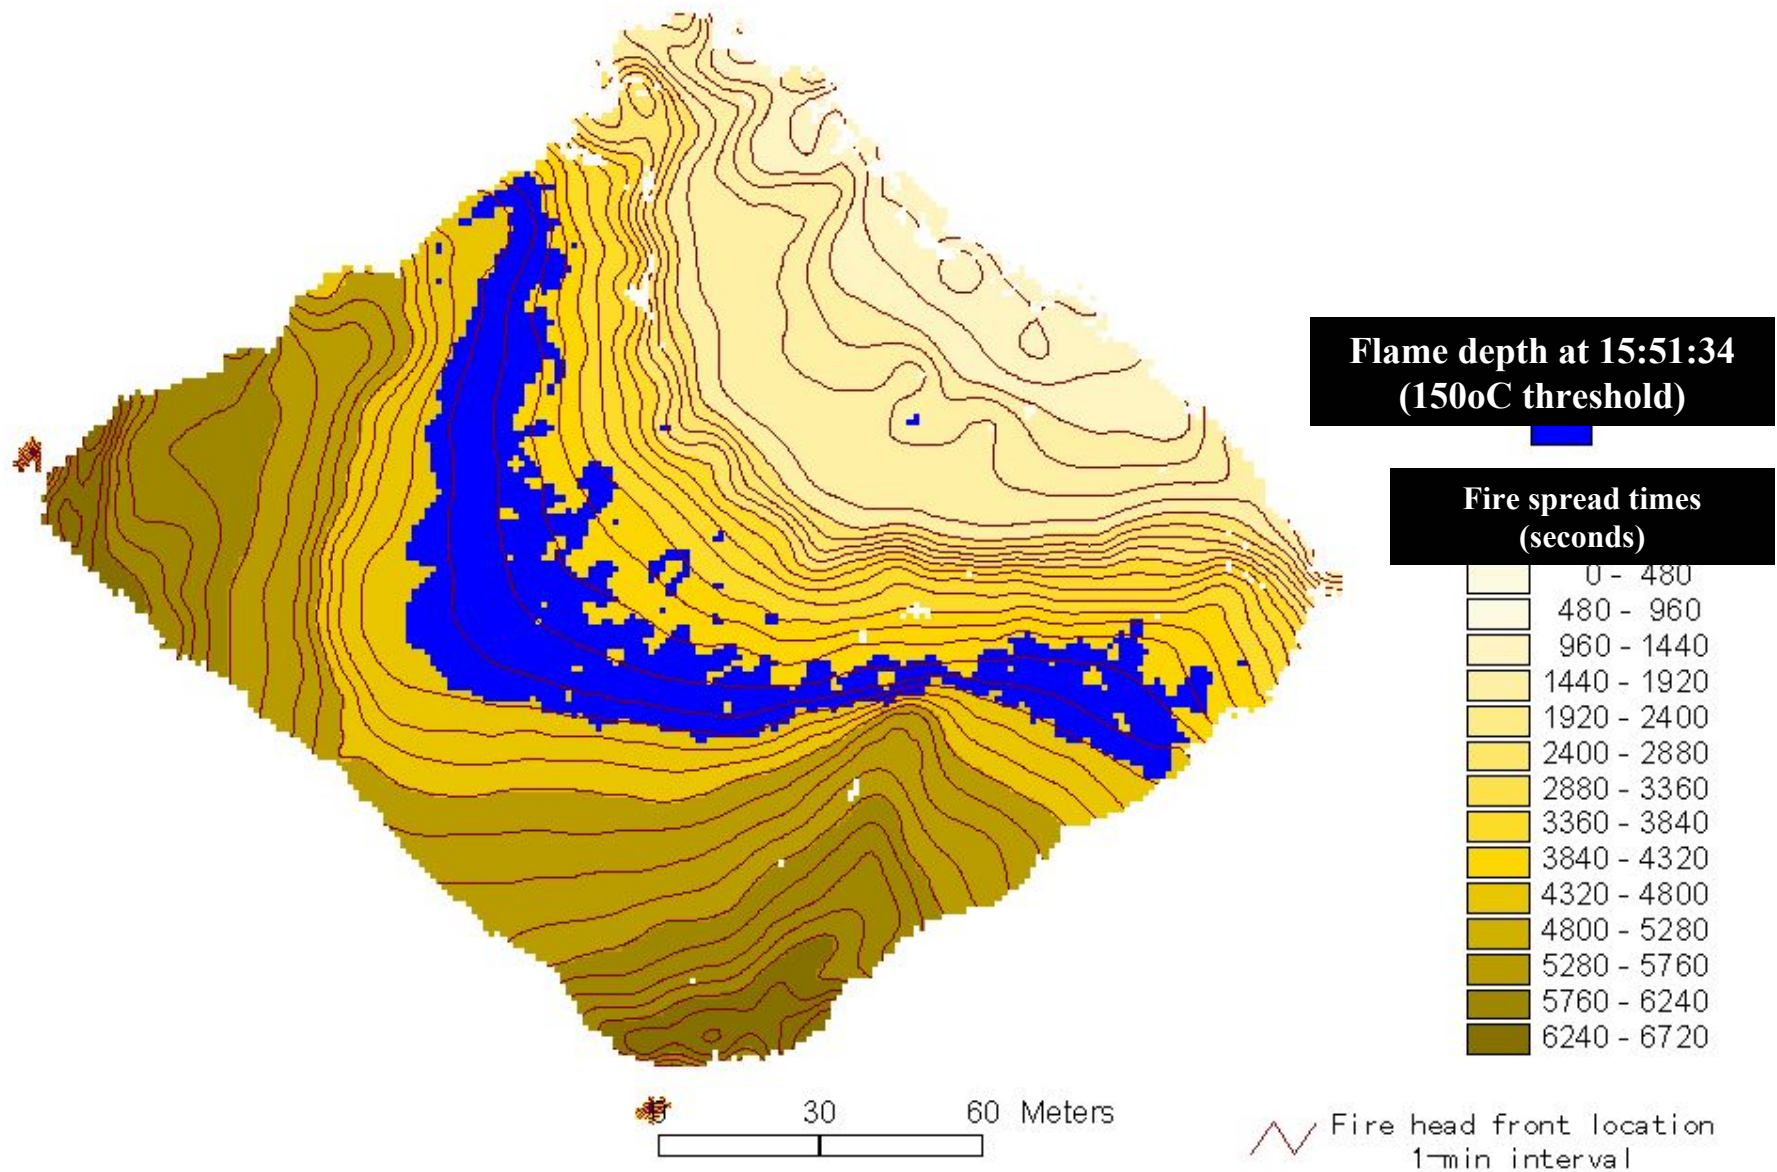 Flame depth at 15:51:34
(150oC threshold)
Fire spread times
(seconds)
0 - 480
480 - 960
960 - 1440
1440 - 1920
1920 - 2400
2400 - 2880
2880 - 3360
3360 - 3840
3840 - 4320
4320 - 4800
4800 - 5280
5280 - 5760
5760 - 6240
6240 - 6720
30 60 Meters
Fire head front location
1-min interval